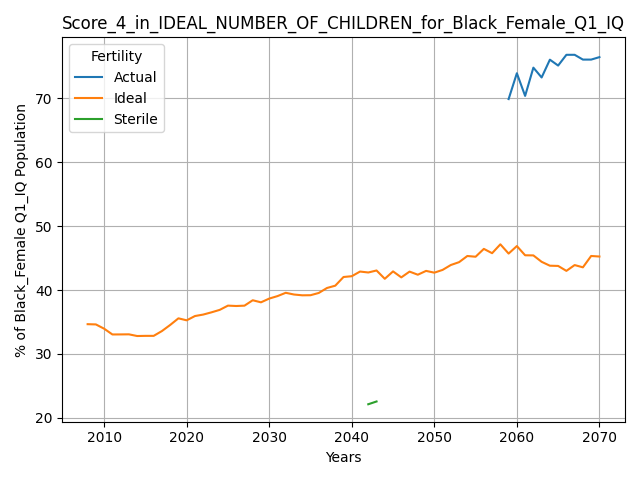 Score_4_in_IDEAL_NUMBER_OF_CHILDREN_for_Black_Female_Q1_IQ
Fertility
Actual
Ideal
Sterile
% of Black_Female Q1_IQ Population
70
60
50
40
30
20
2010 2020 2030 2040 2050 2060 2070
Years